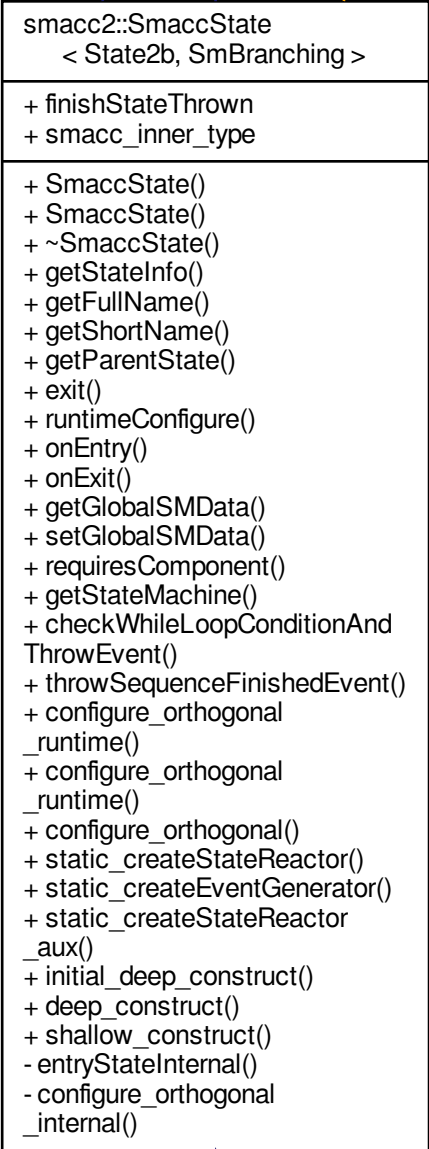 smacc2::SmaccState
< State2b, SmBranching >
+ finishStateThrown
+ smacc_inner_type
+ SmaccState()
+ SmaccState()
+ ~SmaccState()
+ getStateInfo()
+ getFullName()
+ getShortName()
+ getParentState()
+ exit()
+ runtimeConfigure()
+ onEntry()
+ onExit()
+ getGlobalSMData()
+ setGlobalSMData()
+ requiresComponent()
+ getStateMachine()
+ checkWhileLoopConditionAnd
ThrowEvent()
+ throwSequenceFinishedEvent()
+ configure_orthogonal
_runtime()
+ configure_orthogonal
_runtime()
+ configure_orthogonal()
+ static_createStateReactor()
+ static_createEventGenerator()
+ static_createStateReactor
_aux()
+ initial_deep_construct()
+ deep_construct()
+ shallow_construct()
- entryStateInternal()
- configure_orthogonal
_internal()